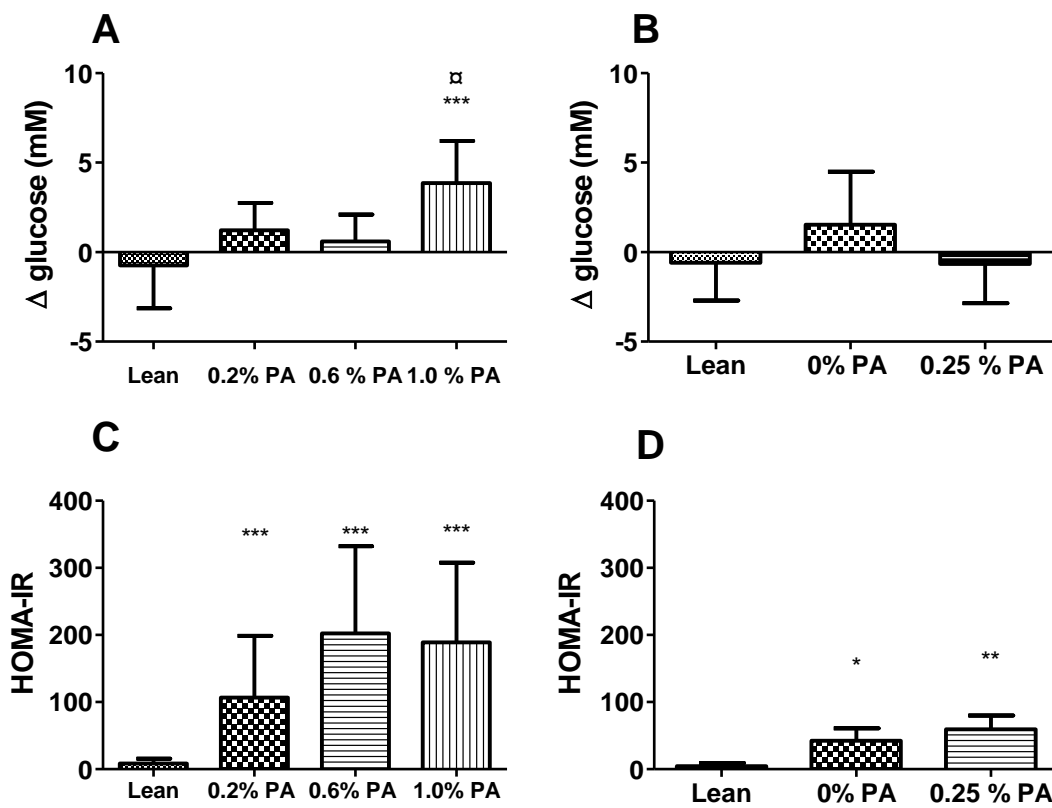 A
Δ glucose (mM)
10
5
0
-5
¤
***
Lean 0.2% PA 0.6 % PA 1.0 % PA
B
Δ glucose (mM)
10
5
0
-5
Lean 0% PA 0.25 % PA
C
HOMA-IR
400
300
200
100
0
*** *** ***
Lean 0.2% PA 0.6% PA 1.0% PA
D
HOMA-IR
400
300
200
100
0
* **
Lean 0% PA 0.25 % PA